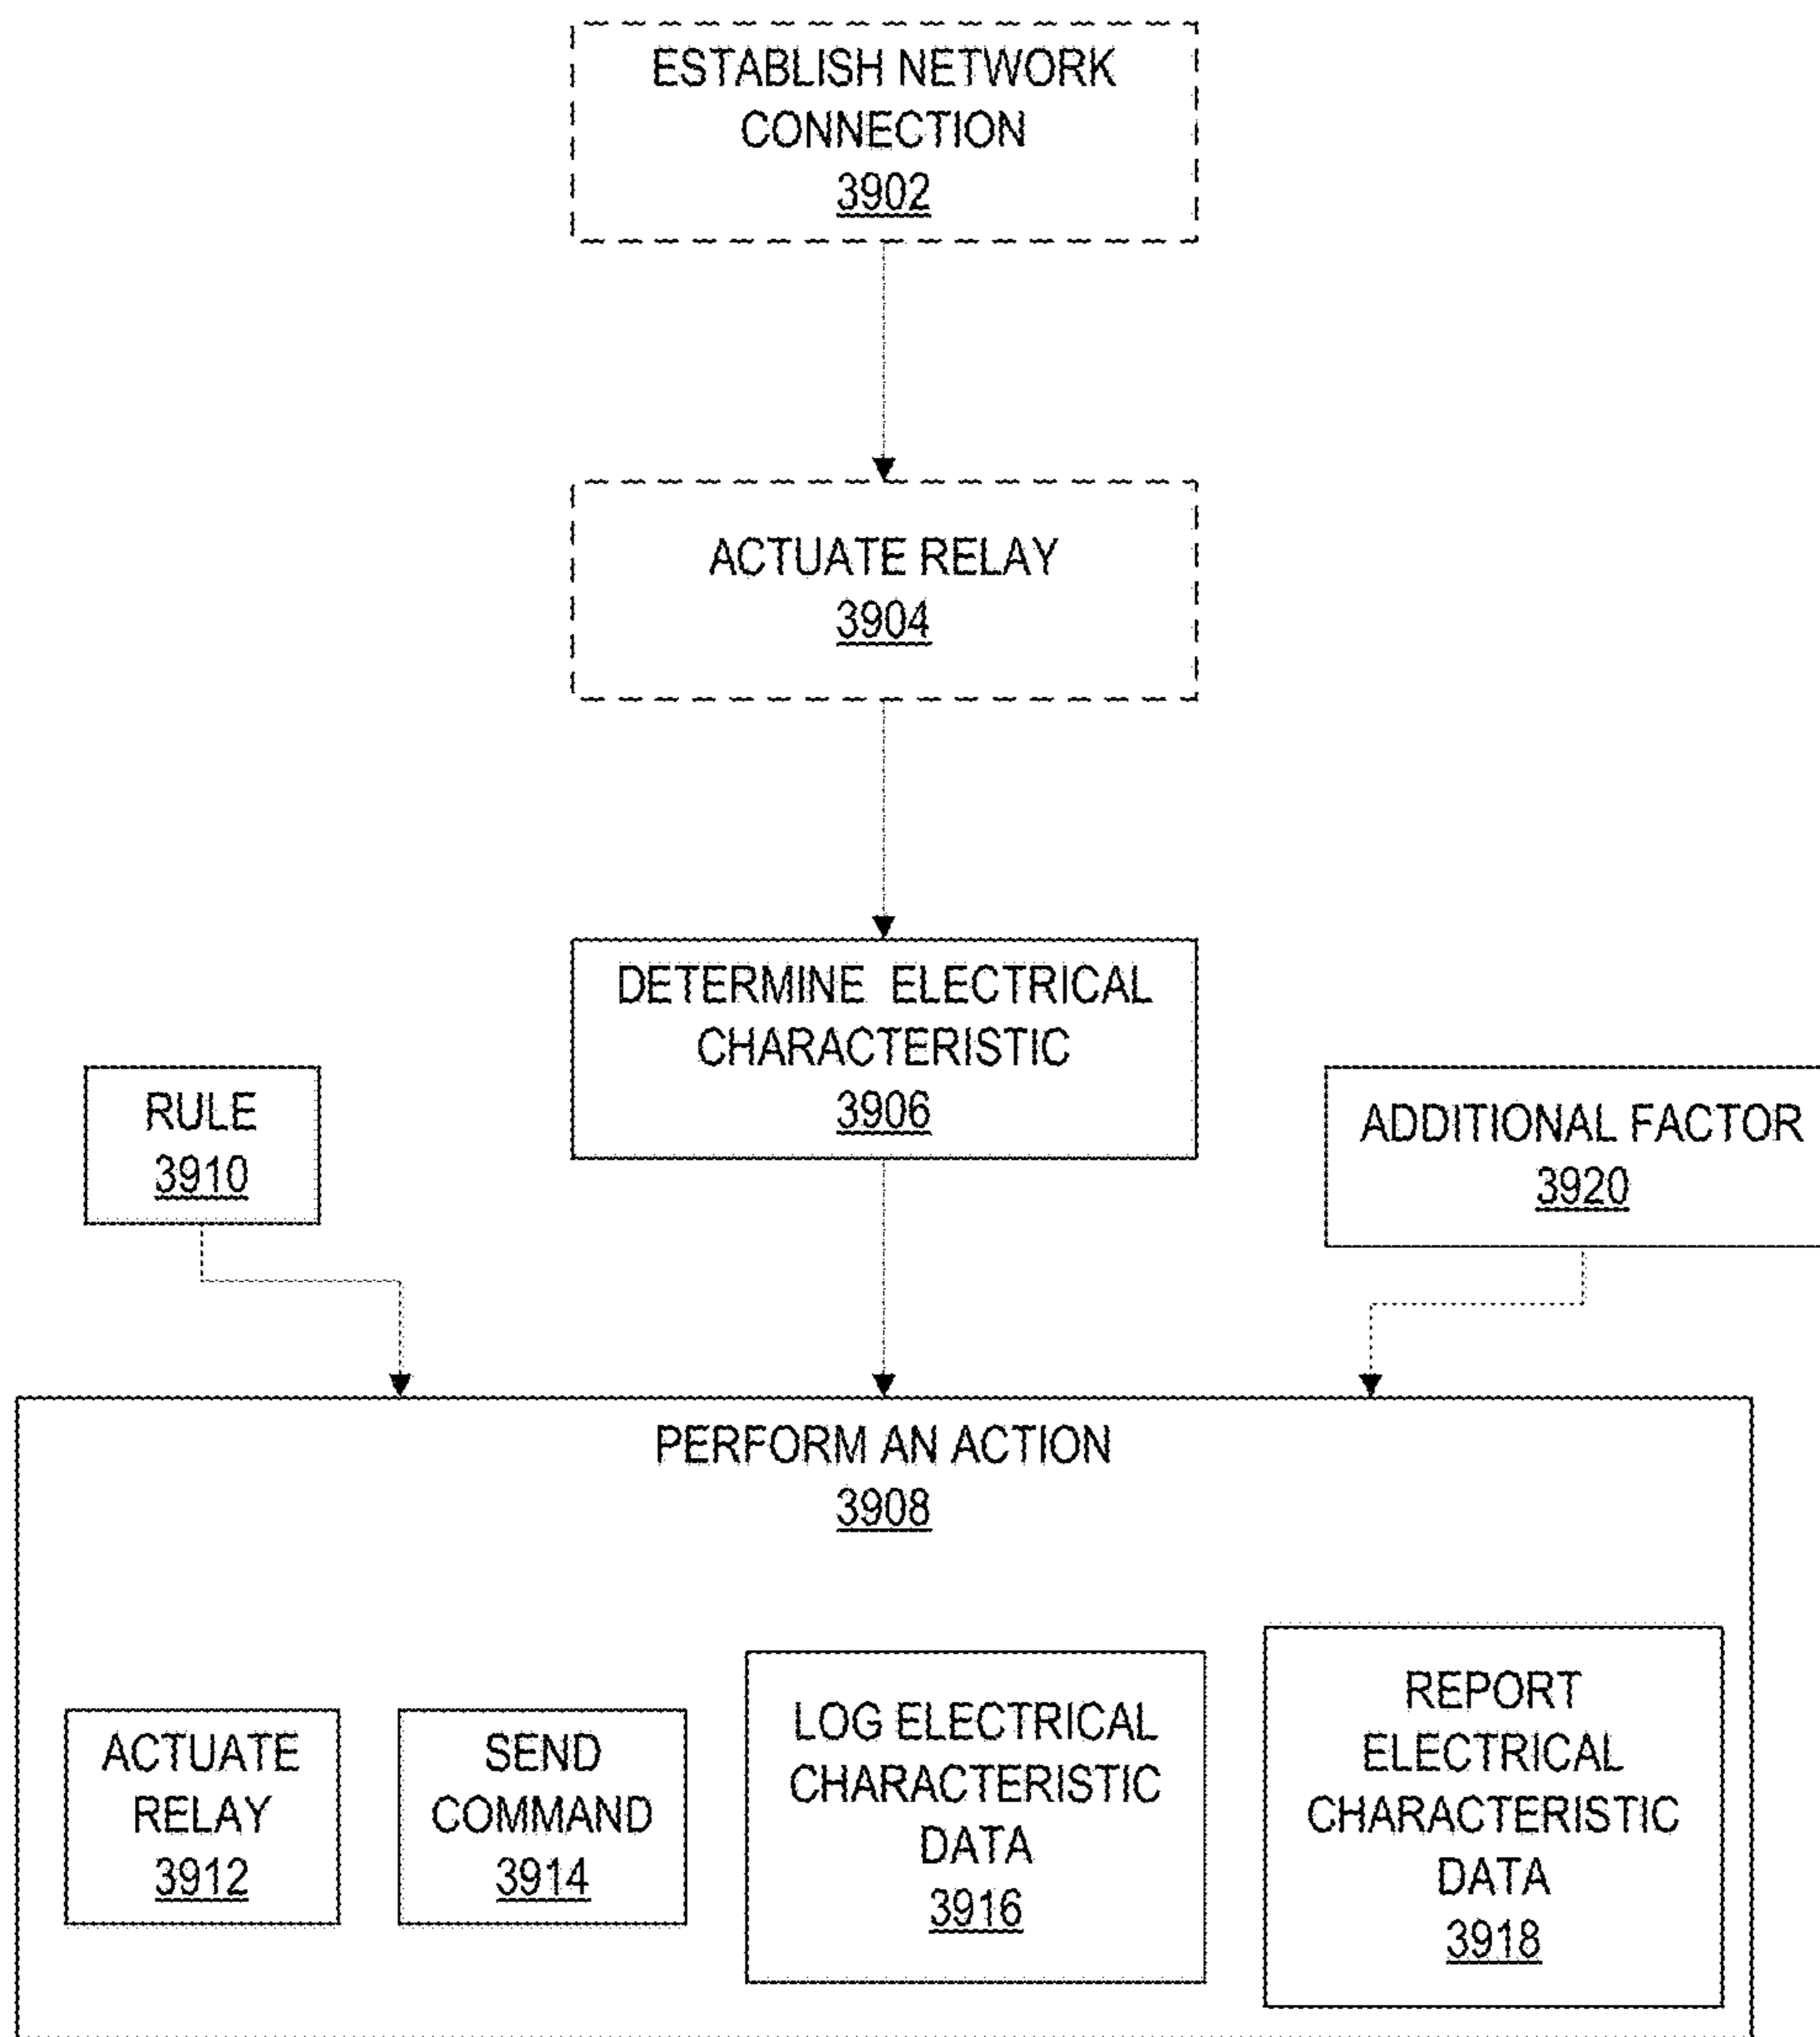 ESTABLISH NETWORK
CONNECTION
3902
ACTUATE RELAY
3904
DETERMINE ELECTRICAL
CHARACTERISTIC
3906
RULE
3910
ADDITIONAL FACTOR
3920
PERFORM AN ACTION
3908
ACTUATE
RELAY
3912
SEND
COMMAND
3914
LOG ELECTRICAL
CHARACTERISTIC
DATA
3916
REPORT
ELECTRICAL
CHARACTERISTIC
DATA
3918